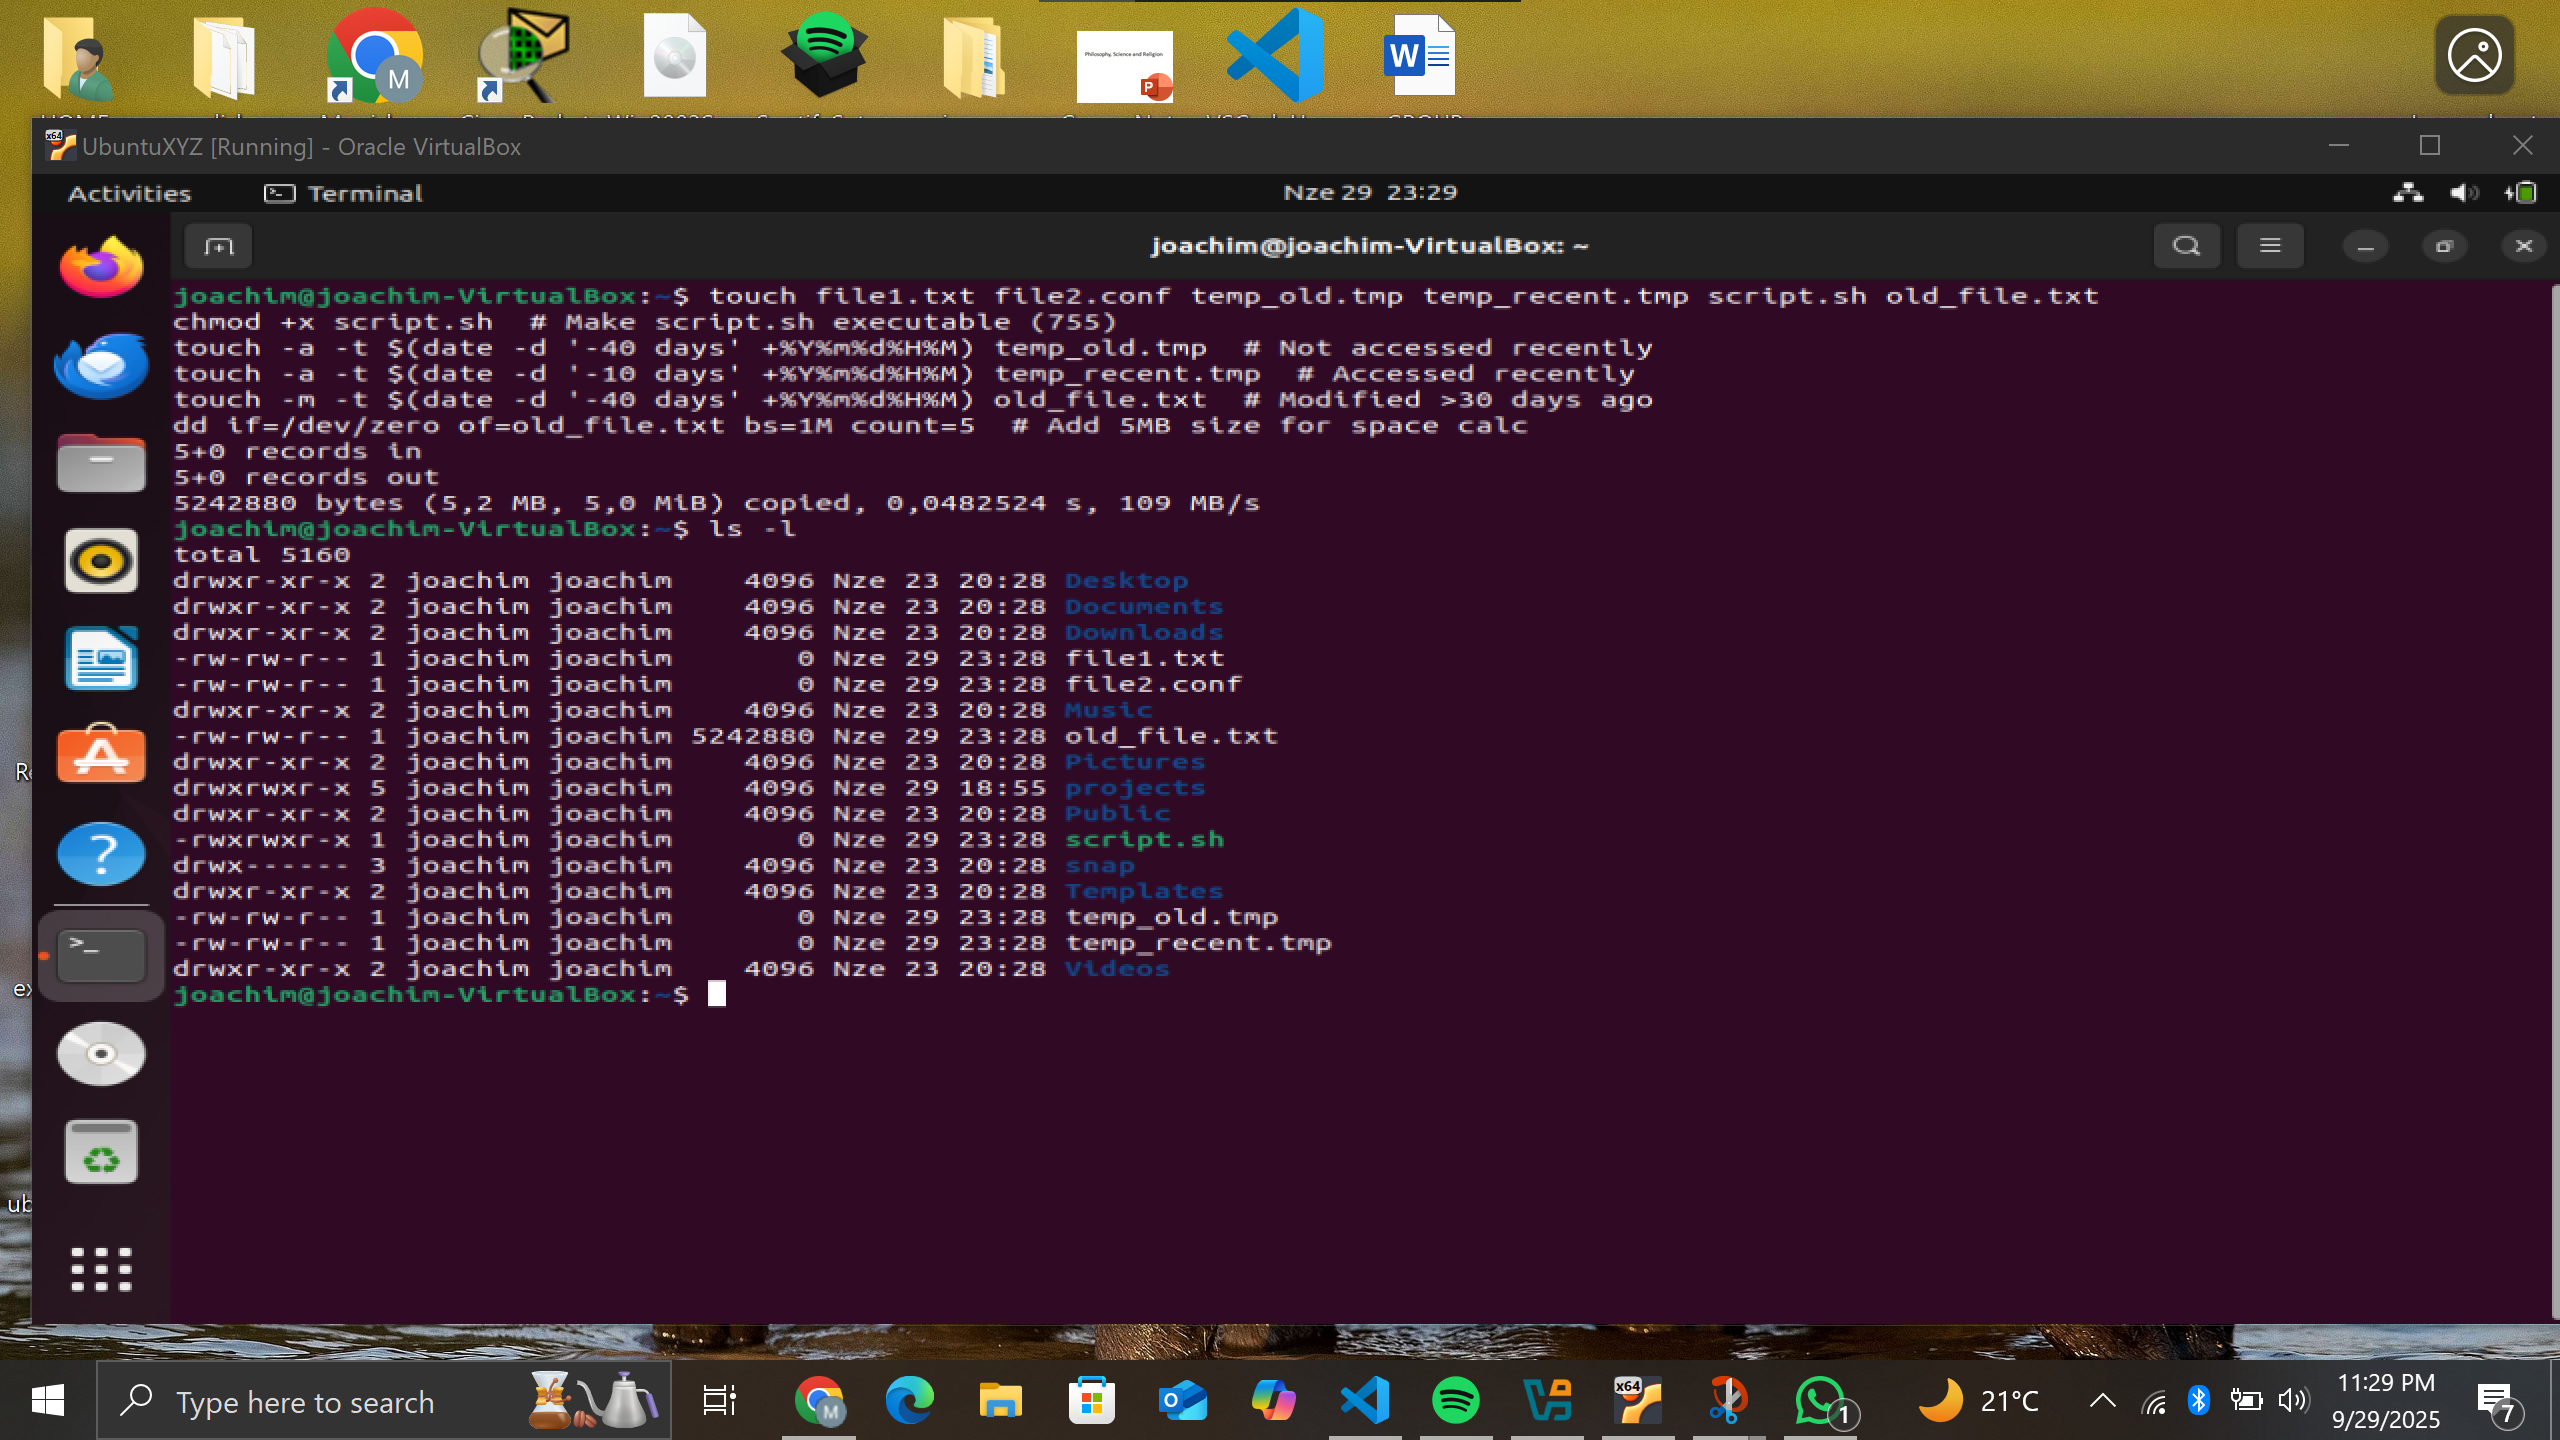 M
Philosophy, Science and Religion
P
W
x64
UbuntuXYZ [Running] - Oracle VirtualBox
Activities
Terminal
Nze 29 23:29
joachim@joachim-VirtualBox: ~
joachim@joachim-VirtualBox:~$ touch file1.txt file2.conf temp_old.tmp temp_recent.tmp script.sh old_file.txt
chmod +x script.sh  # Make script.sh executable (755)
touch -a -t $(date -d '-40 days' +%Y%m%d%H%M) temp_old.tmp  # Not accessed recently
touch -a -t $(date -d '-10 days' +%Y%m%d%H%M) temp_recent.tmp  # Accessed recently
touch -m -t $(date -d '-40 days' +%Y%m%d%H%M) old_file.txt  # Modified >30 days ago
dd if=/dev/zero of=old_file.txt bs=1M count=5  # Add 5MB size for space calc
5+0 records in
5+0 records out
5242880 bytes (5,2 MB, 5,0 MiB) copied, 0,0482524 s, 109 MB/s
joachim@joachim-VirtualBox:~$ ls -l
total 5160
drwxr-xr-x 2 joachim joachim    4096 Nze 23 20:28 Desktop
drwxr-xr-x 2 joachim joachim    4096 Nze 23 20:28 Documents
drwxr-xr-x 2 joachim joachim    4096 Nze 23 20:28 Downloads
-rw-rw-r-- 1 joachim joachim       0 Nze 29 23:28 file1.txt
-rw-rw-r-- 1 joachim joachim       0 Nze 29 23:28 file2.conf
drwxr-xr-x 2 joachim joachim    4096 Nze 23 20:28 Music
-rw-rw-r-- 1 joachim joachim 5242880 Nze 29 23:28 old_file.txt
drwxr-xr-x 2 joachim joachim    4096 Nze 23 20:28 Pictures
drwxrwxr-x 5 joachim joachim    4096 Nze 29 18:55 projects
drwxr-xr-x 2 joachim joachim    4096 Nze 23 20:28 Public
-rwxrwxr-x 1 joachim joachim       0 Nze 29 23:28 script.sh
drwx------ 3 joachim joachim    4096 Nze 23 20:28 snap
drwxr-xr-x 2 joachim joachim    4096 Nze 23 20:28 Templates
-rw-rw-r-- 1 joachim joachim       0 Nze 29 23:28 temp_old.tmp
-rw-rw-r-- 1 joachim joachim       0 Nze 29 23:28 temp_recent.tmp
drwxr-xr-x 2 joachim joachim    4096 Nze 23 20:28 Videos
joachim@joachim-VirtualBox:~$
Type here to search
M
x64
1
21°C
11:29 PM
9/29/2025
7